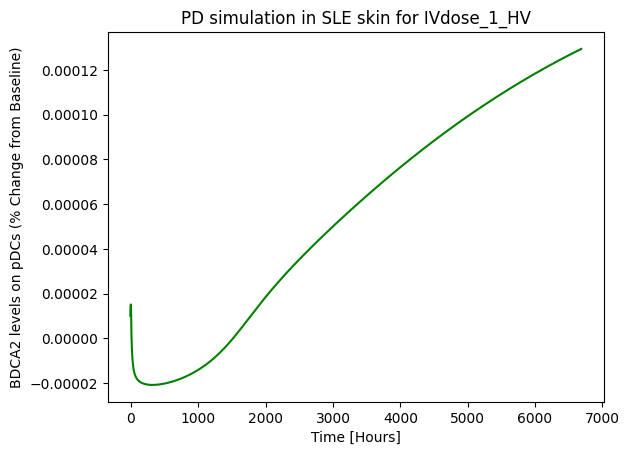 PD simulation in SLE skin for IVdose_1_HV
BDCA2 levels on pDCs (% Change from Baseline)
0.00012
0.00010
0.00008
0.00006
0.00004
0.00002
0.00000
−0.00002
0 1000 2000 3000 4000 5000 6000 7000
Time [Hours]